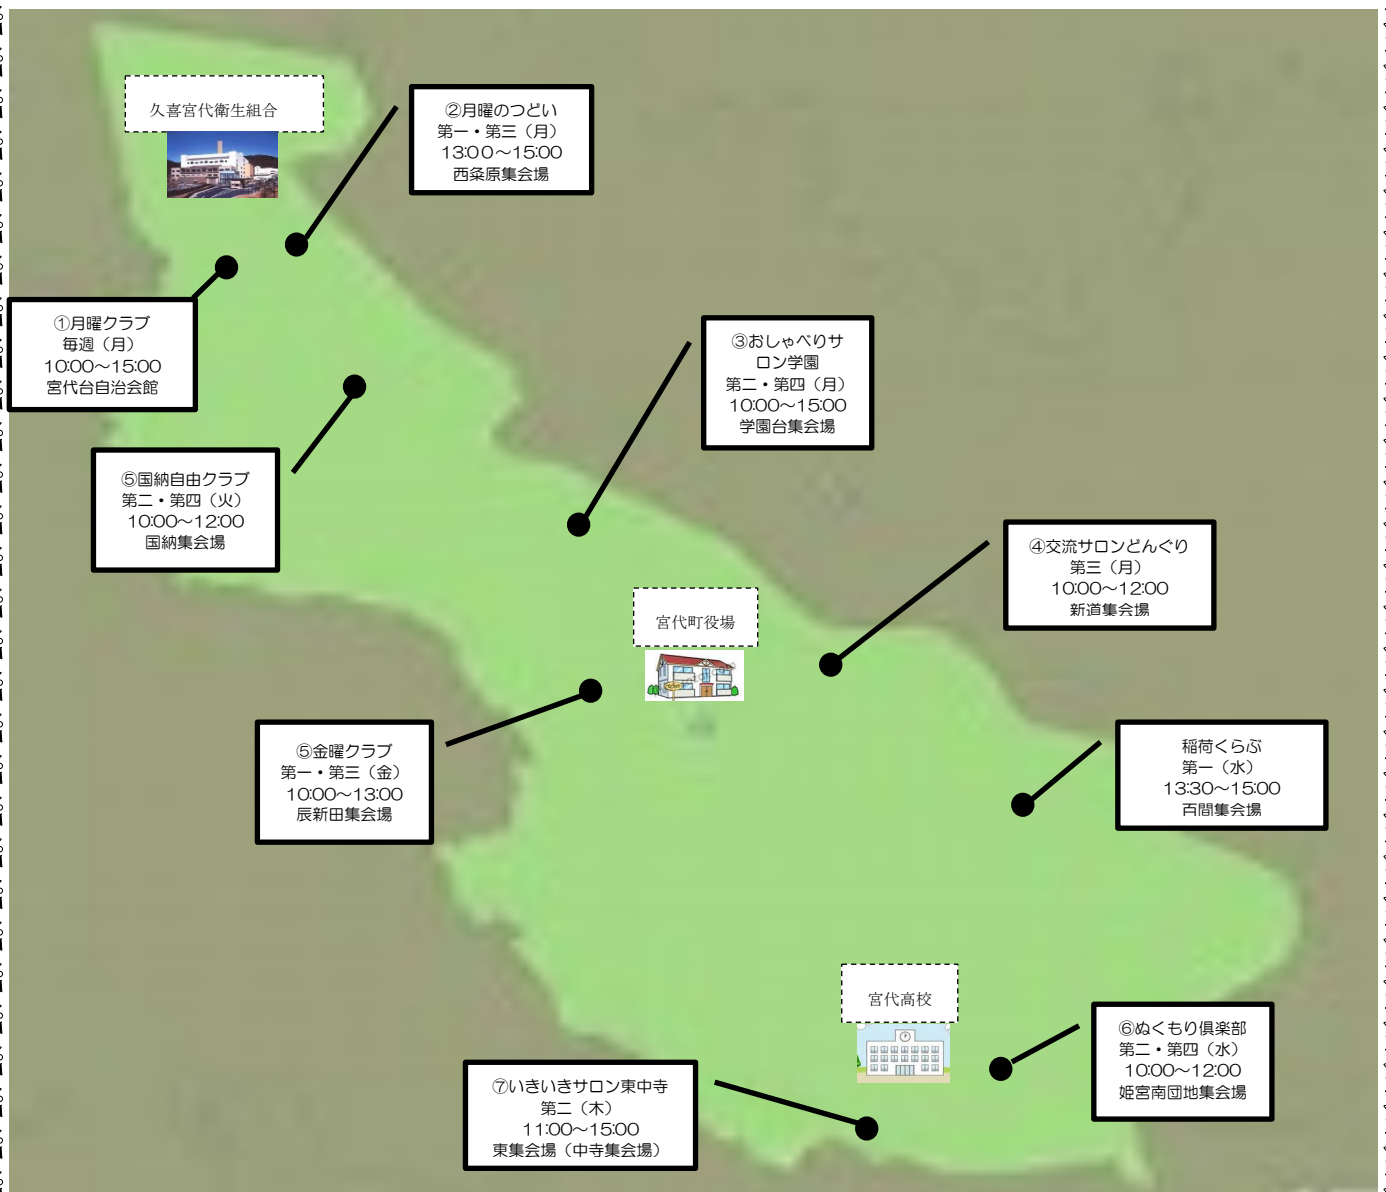 久喜宮代衛生組合
②月曜のつどい
第一・第三（月）
13:00～15:00
西粂原集会場
①月曜クラブ
毎週（月）
10:00～15:00
宮代台自治会館
③おしゃべりサ
ロン学園
第二・第四（月）
10:00～15:00
学園台集会場
⑤国納自由クラブ
第二・第四（火）
10:00～12:00
国納集会場
④交流サロンどんぐり
第三（月）
10:00～12:00
新道集会場
宮代町役場
⑤金曜クラブ
第一・第三（金）
10:00～13:00
辰新田集会場
稲荷くらぶ
第一（水）
13:30～15:00
百間集会場
宮代高校
⑥ぬくもり倶楽部
第二・第四（水）
10:00～12:00
姫宮南団地集会場
⑦いきいきサロン東中寺
第二（木）
11:00～15:00
東集会場（中寺集会場）